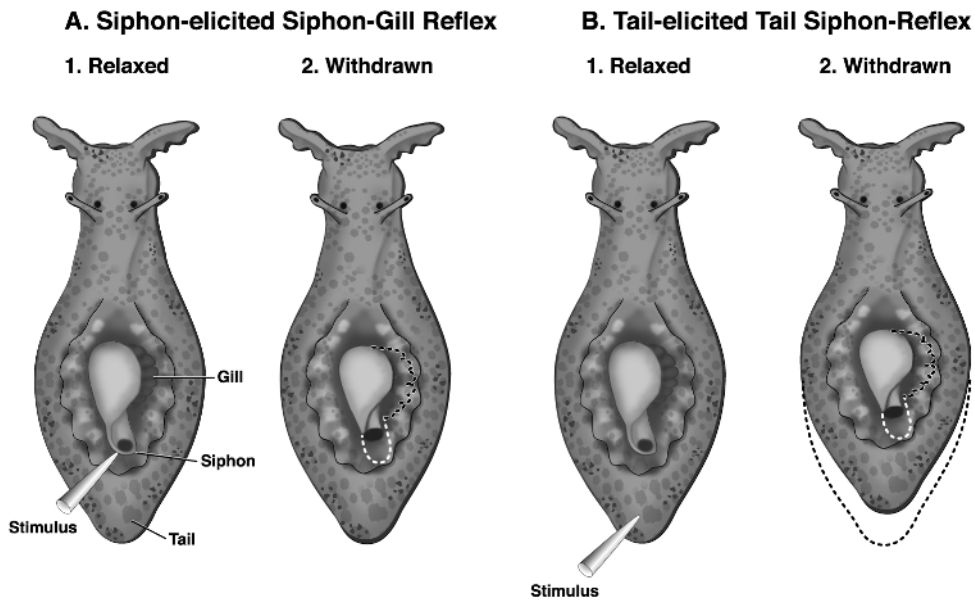 A. Siphon-elicited Siphon-Gill Reflex
1. Relaxed
2. Withdrawn
Gill
Siphon
Stimulus
Tail
B. Tail-elicited Tail Siphon-Reflex
1. Relaxed
2. Withdrawn
Stimulus